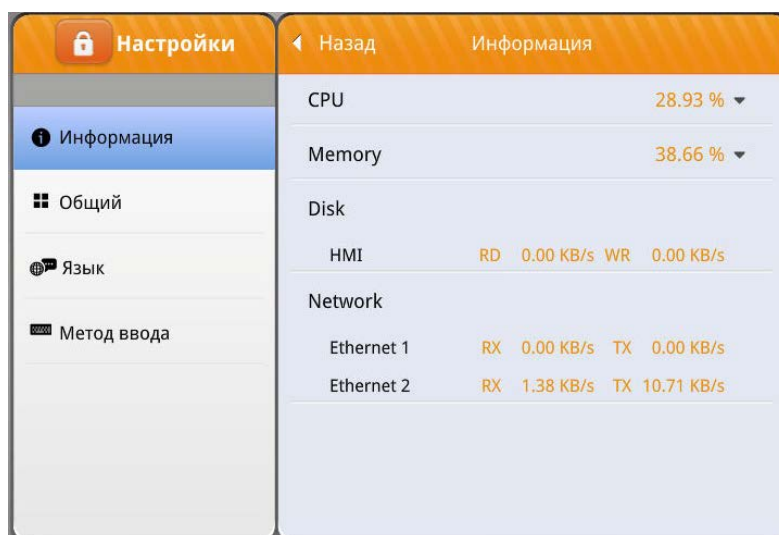 Настройки
Информация
Общий
Язык
Метод ввода
Назад Информация
CPU 28.93 %
Memory 38.66 %
Disk
HMI RD 0.00 KB/s WR 0.00 KB/s
Network
Ethernet 1 RX 0.00 KB/s TX 0.00 KB/s
Ethernet 2 RX 1.38 KB/s TX 10.71 KB/s